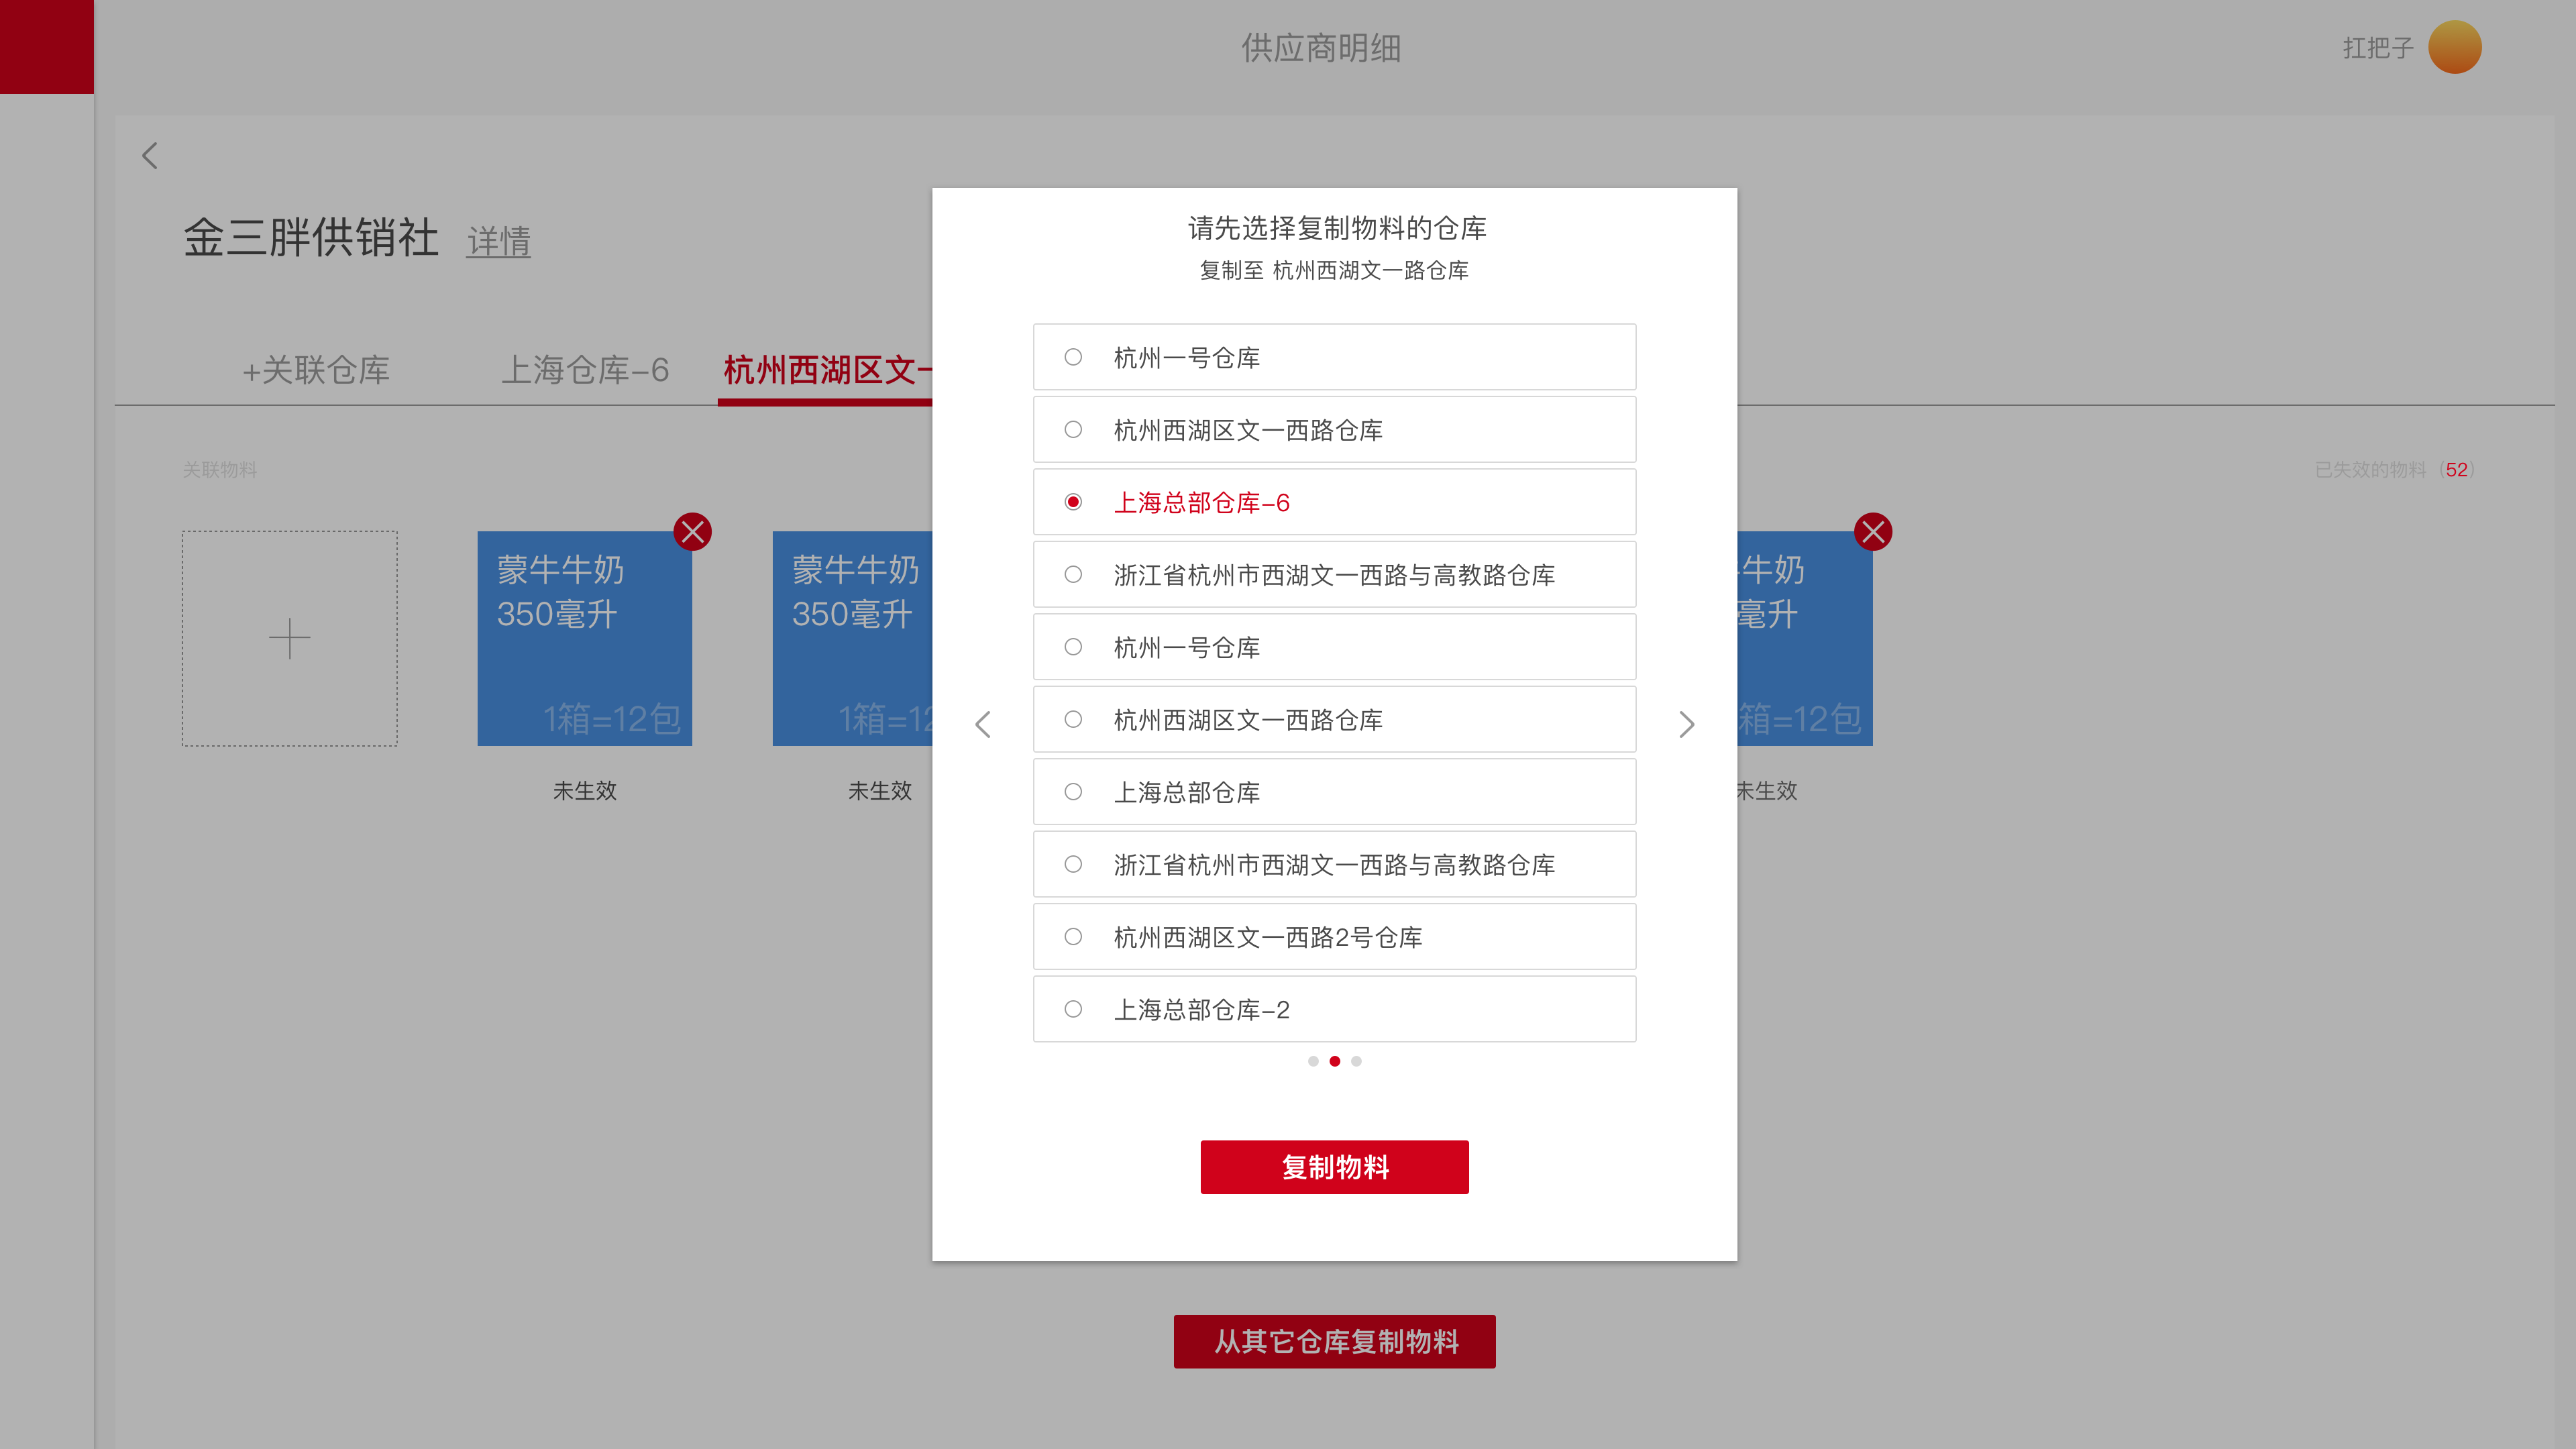 供应商明细
扛把子
金三胖供销社 详情
+关联仓库
上海仓库-6
杭州西湖区文一
关联物料
已失效的物料（52）
蒙牛牛奶
350毫升
1箱=12包
未生效
蒙牛牛奶
350毫升
1箱=12
未生效
牛奶
毫升
箱=12包
未生效
请先选择复制物料的仓库
复制至 杭州西湖文一路仓库
杭州一号仓库
杭州西湖区文一西路仓库
上海总部仓库-6
浙江省杭州市西湖文一西路与高教路仓库
杭州一号仓库
杭州西湖区文一西路仓库
上海总部仓库
浙江省杭州市西湖文一西路与高教路仓库
杭州西湖区文一西路2号仓库
上海总部仓库-2
复制物料
从其它仓库复制物料